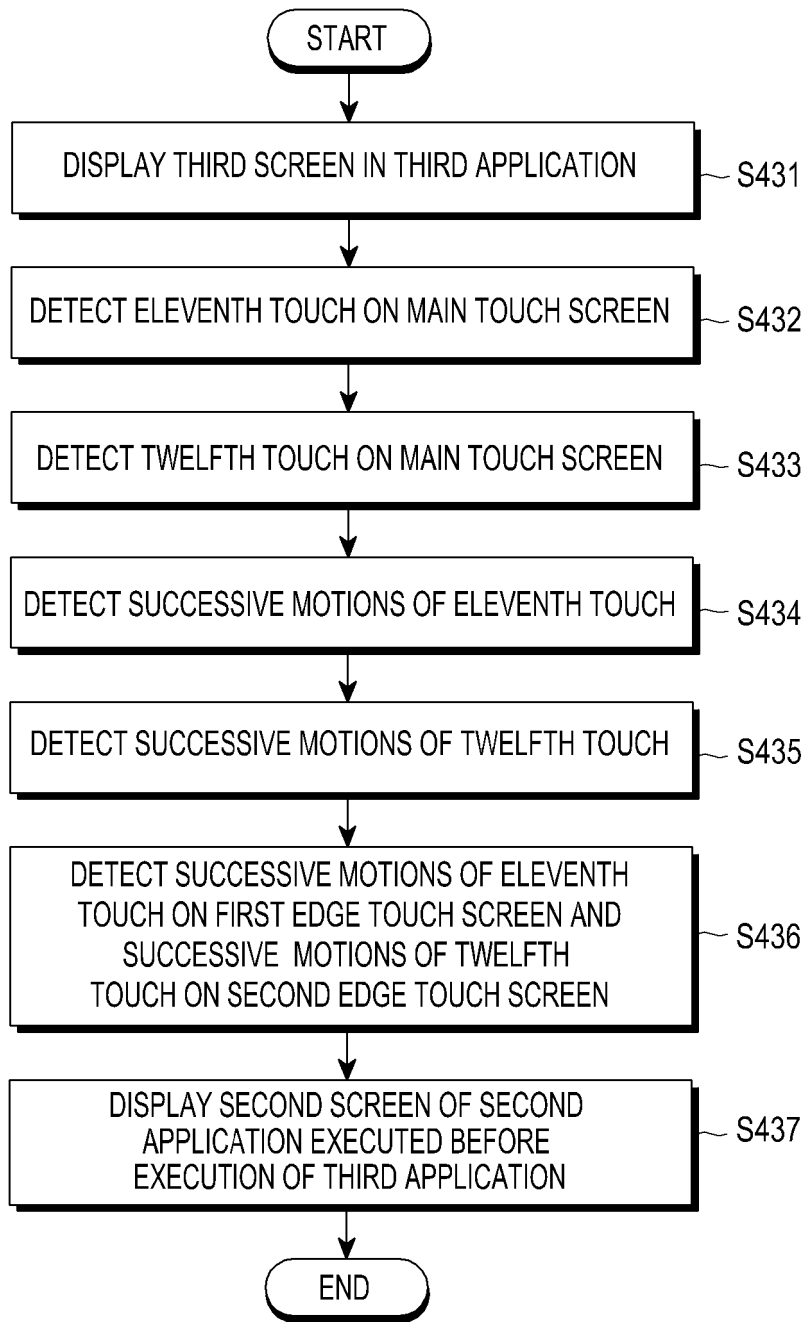 START
DISPLAY THIRD SCREEN IN THIRD APPLICATION
S431
DETECT ELEVENTH TOUCH ON MAIN TOUCH SCREEN
S432
DETECT TWELFTH TOUCH ON MAIN TOUCH SCREEN
S433
DETECT SUCCESSIVE MOTIONS OF ELEVENTH TOUCH
S434
DETECT SUCCESSIVE MOTIONS OF TWELFTH TOUCH
S435
DETECT SUCCESSIVE MOTIONS OF ELEVENTH
TOUCH ON FIRST EDGE TOUCH SCREEN AND
SUCCESSIVE MOTIONS OF TWELFTH
TOUCH ON SECOND EDGE TOUCH SCREEN
S436
DISPLAY SECOND SCREEN OF SECOND
APPLICATION EXECUTED BEFORE
EXECUTION OF THIRD APPLICATION
S437
END